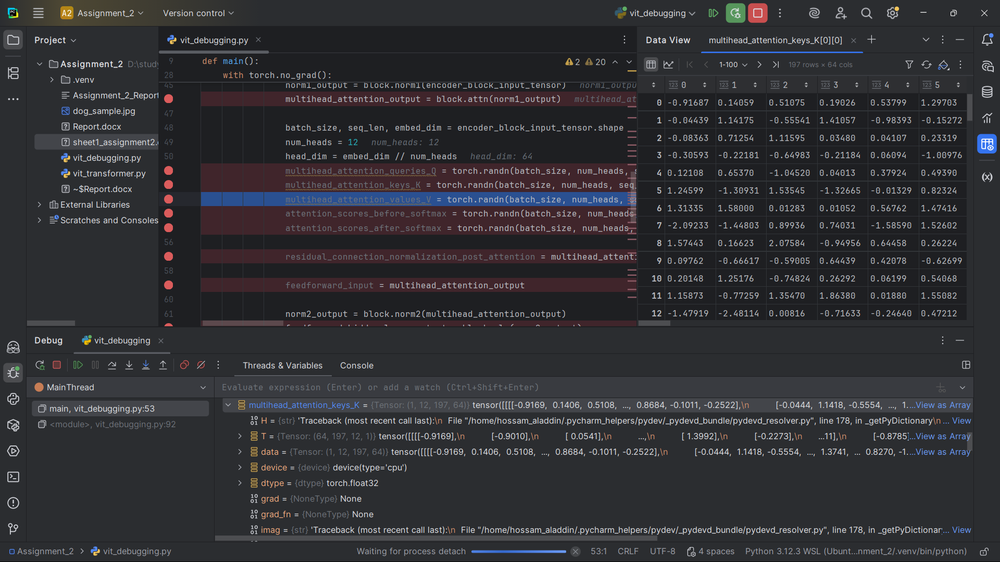 A2 Assignment_2 Version control vit_debugging
Project
Assignment_2 D:\study
.venv
Assignment_2_Report
dog_sample.jpg
Report.docx
sheet1_assignment2.
vit_debugging.py
vit_transformer.py
~$Report.docx
External Libraries
Scratches and Consoles
vit_debugging.py
9 def main():
2 20
28 with torch.no_grad():
45 norm1_output = block.norm1(encoder_block_input_tensor) norm1_outpu
multihead_attention_output = block.attn(norm1_output) multihead_at
47
48 batch_size, seq_len, embed_dim = encoder_block_input_tensor.shape
49 num_heads = 12 num_heads: 12
50 head_dim = embed_dim // num_heads head_dim: 64
multihead_attention_queries_Q = torch.randn(batch_size, num_heads, s
multihead_attention_keys_K = torch.randn(batch_size, num_heads, seq_
multihead_attention_values_V = torch.randn(batch_size, num_heads, se
attention_scores_before_softmax = torch.randn(batch_size, num_heads
attention_scores_after_softmax = torch.randn(batch_size, num_heads,
56
residual_connection_normalization_post_attention = multihead_attenti
58
feedforward_input = multihead_attention_output
60
61 norm2_output = block.norm2(multihead_attention_output)
Data View multihead_attention_keys_K[0][0]
1-100 197 rows × 64 cols
0 1 2 3 4 5
0 -0.91687 0.14059 0.51075 0.19026 0.53799 1.29703
1 -0.04439 1.14175 -0.55541 1.41057 -0.98393 -0.15272
2 -0.08363 0.71254 1.11595 0.03480 0.04107 0.23319
3 -0.30593 -0.22181 -0.64983 -0.21184 0.06094 -1.00976
4 0.12108 0.65370 -1.04520 0.04013 0.37924 0.49390
5 1.24599 -1.30931 1.53545 -1.32665 -0.01329 0.82324
6 1.31335 1.58000 0.01283 0.01052 0.56762 1.47416
7 -2.09233 -1.44803 0.89936 0.74031 -1.58590 1.52602
8 1.57443 0.16623 2.07584 -0.94956 0.64458 0.26224
9 0.09762 -0.66617 -0.59005 0.64439 0.42078 -0.62699
10 0.20148 1.25176 -0.74824 0.26292 0.06199 0.54068
11 1.15873 -0.77259 1.35470 1.86380 0.01880 1.55082
12 -1.47919 -2.48114 0.00816 -0.71633 -0.24640 0.47212
Debug vit_debugging
Threads & Variables Console
MainThread
main, vit_debugging.py:53
<module>, vit_debugging.py:92
Evaluate expression (Enter) or add a watch (Ctrl+Shift+Enter)
multihead_attention_keys_K = {Tensor: (1, 12, 197, 64)} tensor([[[[-0.9169, 0.1406, 0.5108, ..., 0.8684, -0.1011, -0.2522],\n [-0.0444, 1.1418, -0.5554, ..., 1....View as Array
H = {str} 'Traceback (most recent call last):\n File "/home/hossam_aladdin/.pycharm_helpers/pydev/_pydevd_bundle/pydevd_resolver.py", line 178, in _getPyDictionary\n ... View
T = {Tensor: (64, 197, 12, 1)} tensor([[[[-0.9169],\n [-0.9010],\n [ 0.0541],\n ...,\n [ 1.3992],\n [-0.2273],\n ...11],\n [-0.8785]...View as Array
data = {Tensor: (1, 12, 197, 64)} tensor([[[[-0.9169, 0.1406, 0.5108, ..., 0.8684, -0.1011, -0.2522],\n [-0.0444, 1.1418, -0.5554, ..., 1.3741, ... 0.8270, -1....View as Array
device = {device} device(type='cpu')
dtype = {dtype} torch.float32
grad = {NoneType} None
grad_fn = {NoneType} None
imag = {str} 'Traceback (most recent call last):\n File "/home/hossam_aladdin/.pycharm_helpers/pydev/_pydevd_bundle/pydevd_resolver.py", line 178, in _getPyDictionar... View
Assignment_2 > vit_debugging.py Waiting for process detach 53:1 CRLF UTF-8 4 spaces Python 3.12.3 WSL (Ubunt...nment_2/.venv/bin/python)